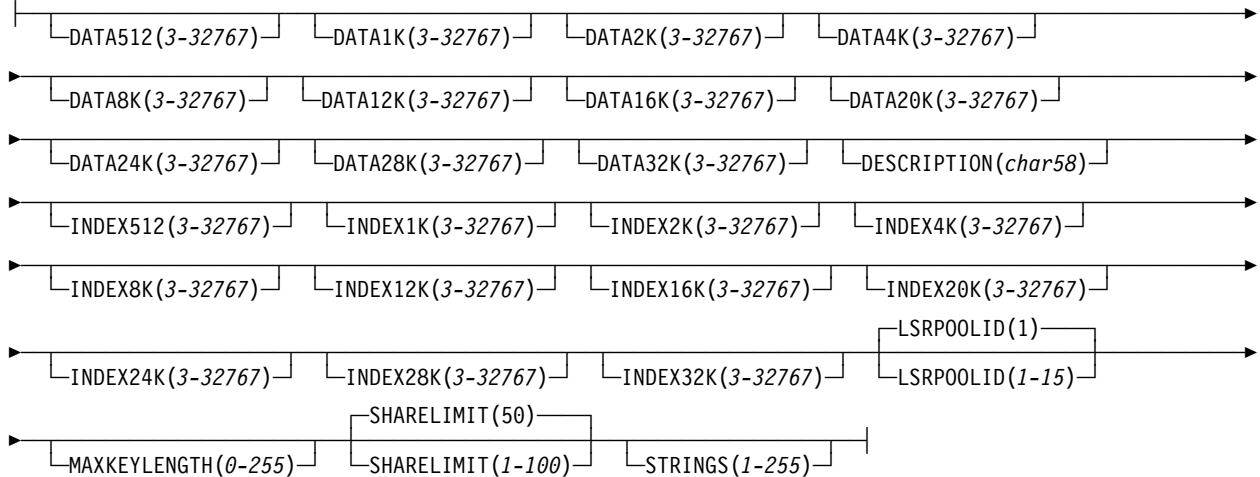 DATA512(3-32767) DATA1K(3-32767) DATA2K(3-32767) DATA4K(3-32767)
DATA8K(3-32767) DATA12K(3-32767) DATA16K(3-32767) DATA20K(3-32767)
DATA24K(3-32767) DATA28K(3-32767) DATA32K(3-32767) DESCRIPTION(char58)
INDEX512(3-32767) INDEX1K(3-32767) INDEX2K(3-32767) INDEX4K(3-32767)
INDEX8K(3-32767) INDEX12K(3-32767) INDEX16K(3-32767) INDEX20K(3-32767)
LSRPOOLID(1)
INDEX24K(3-32767) INDEX28K(3-32767) INDEX32K(3-32767) LSRPOOLID(1-15)
SHARELIMIT(50)
MAXKEYLENGTH(0-255) SHARELIMIT(1-100) STRINGS(1-255)